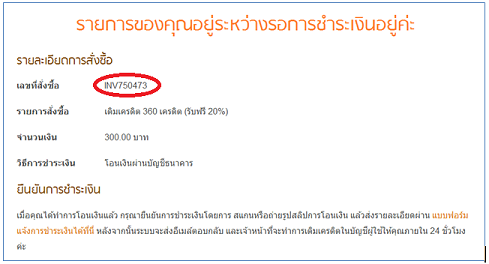 รายการของคุณอยู่ระหว่างรอการชำระเงินอยู่ค่ะ
รายละเอียดการสั่งซื้อ
เลขที่สั่งซื้อ INV750473
รายการสั่งซื้อ เติมเครดิต 360 เครดิต (รับฟรี 20%)
จำนวนเงิน 300.00 บาท
วิธีการชำระเงิน โอนเงินผ่านบัญชีธนาคาร
ยืนยันการชำระเงิน
เมื่อคุณได้ทำการโอนเงินแล้ว กรุณายืนยันการชำระเงินโดยการ สแกนหรือถ่ายรูปสลิปการโอนเงิน แล้วส่งรายละเอียดผ่าน แบบฟอร์ม
แจ้งการชำระเงินได้ที่นี่ หลังจากนั้นระบบจะส่งอีเมล์ตอบกลับ และเจ้าหน้าที่จะทำการเติมเครดิตในบัญชีผู้ใช้ให้คุณภายใน 24 ชั่วโมง
ค่ะ